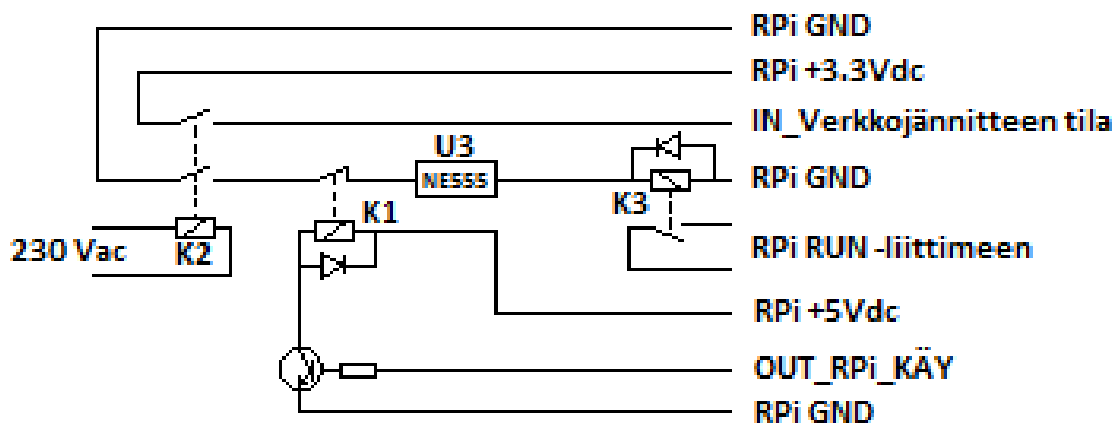 RPi GND
RPi +3.3Vdc
IN_Verkkojännitteen tila
U3
NE555
RPi GND
K3
K1
230 Vac
K2
RPi RUN -liittimeen
RPi +5Vdc
OUT_RPi_KÄY
RPi GND